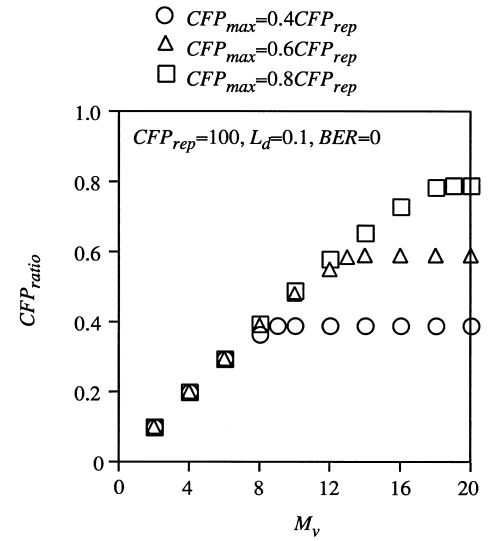 CFPmax=0.4CFPrep
CFPmax=0.6CFPrep
CFPmax=0.8CFPrep
1.0
CFPrep=100, Ld=0.1, BER=0
0.8
0.6
CFPratio
0.4
0.2
0
0 4 8 12 16 20
Mv